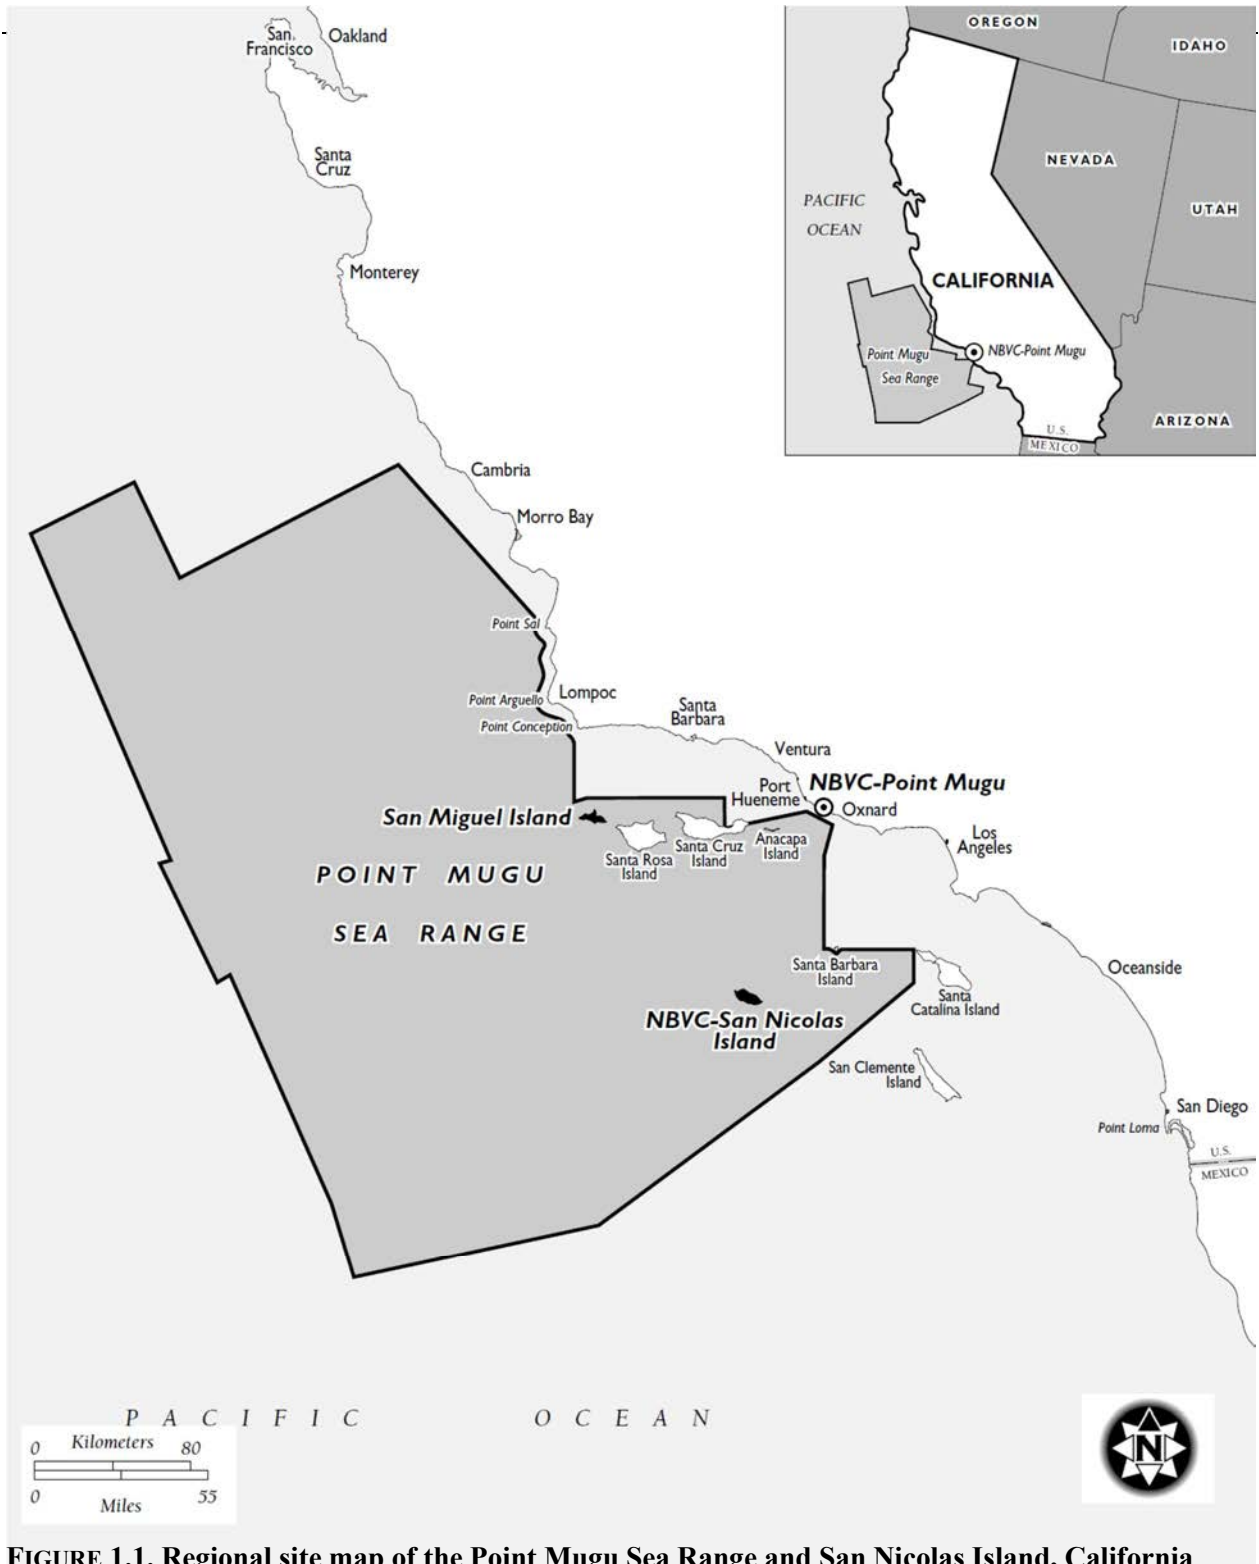 San
Francisco
Oakland
Santa
Cruz
Monterey
Cambria
Morro Bay
OREGON
IDAHO
NEVADA
UTAH
PACIFIC
OCEAN
CALIFORNIA
NBVC-Point Mugu
Point Mugu
Sea Range
ARIZONA
U.S.
MEXICO
Point Sal
Point Arguello
Lompoc
Point Conception
Santa
Barbara
Ventura
Port
Hueneme
NBVC-Point Mugu
Oxnard
Los
Angeles
San Miguel Island
Santa Rosa
Island
Santa Cruz
Island
Anacapa
Island
POINT MUGU
SEA RANGE
Santa Barbara
Island
Oceanside
Santa
Catalina Island
NBVC-San Nicolas
Island
San Clemente
Island
San Diego
Point Loma
U.S.
MEXICO
PACIFIC OCEAN
0 Kilometers 80
0 Miles 55
N
FIGURE 1.1. Regional site map of the Point Mugu Sea Range and San Nicolas Island, California